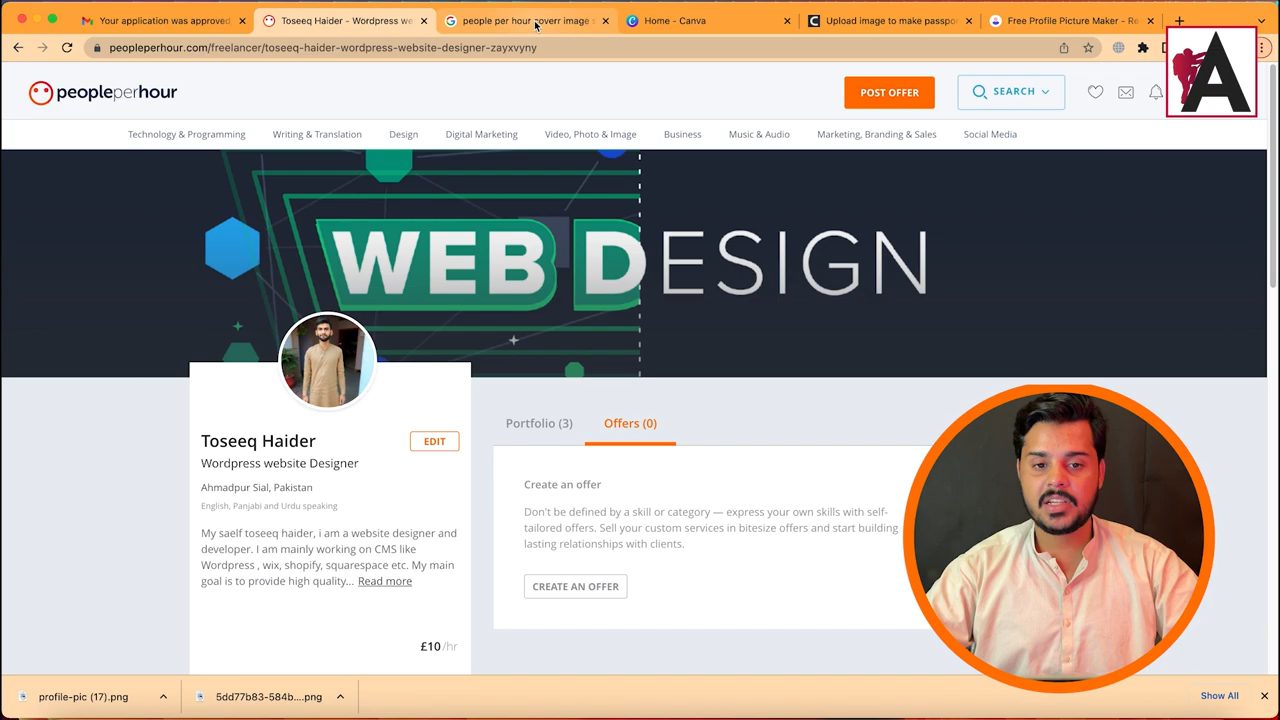 Your application was approved
Toseeq Haider - Wordpress we
people per hour coverr image s
Home - Canva
Upload image to make passpo
Free Profile Picture Maker - Re
peopleperhour.com/freelancer/toseeq-haider-wordpress-website-designer-zayxvyny
A
peopleperhour
POST OFFER
SEARCH
Technology & Programming
Writing & Translation
Design
Digital Marketing
Video, Photo & Image
Business
Music & Audio
Marketing, Branding & Sales
Social Media
WEB DESIGN
Toseeq Haider
EDIT
Wordpress website Designer
Ahmadpur Sial, Pakistan
English, Panjabi and Urdu speaking
My saelf toseeq haider, i am a website designer and
developer. I am mainly working on CMS like
Wordpress , wix, shopify, squarespace etc. My main
goal is to provide high quality... Read more
£10/hr
Portfolio (3)
Offers (0)
Create an offer
Don't be defined by a skill or category — express your own skills with self-
tailored offers. Sell your custom services in bitesize offers and start building
lasting relationships with clients.
CREATE AN OFFER
profile-pic (17).png
5dd77b83-584b....png
Show All